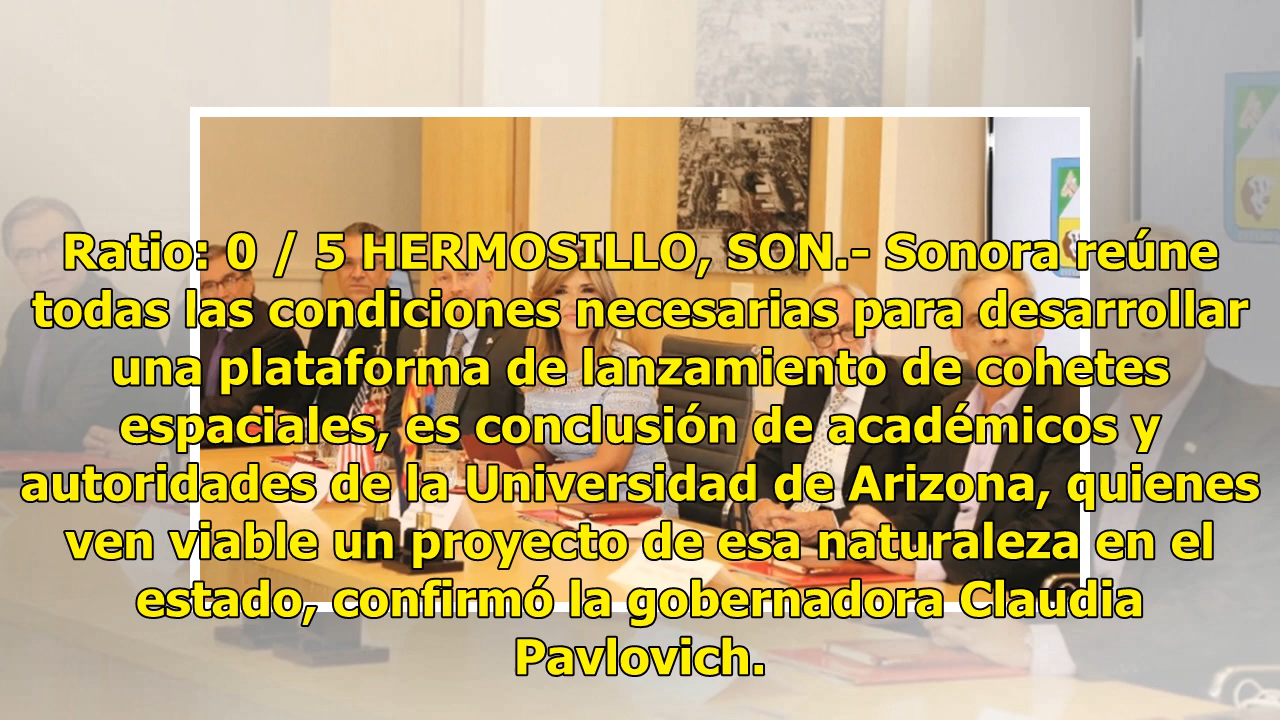 Ratio: 0 / 5 HERMOSILLO, SON.- Sonora reúne
todas las condiciones necesarias para desarrollar
una plataforma de lanzamiento de cohetes
espaciales, es conclusión de académicos y
autoridades de la Universidad de Arizona, quienes
ven viable un proyecto de esa naturaleza en el
estado, confirmó la gobernadora Claudia
Pavlovich.